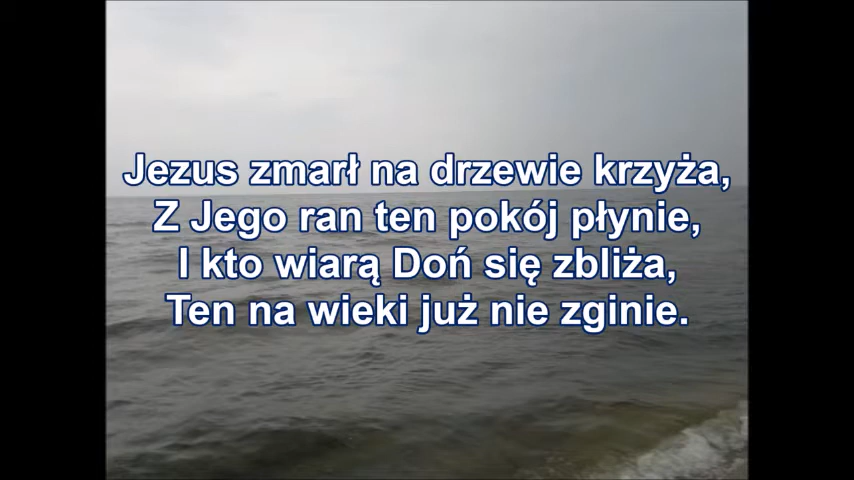 Jezus zmarł na drzewie krzyża,
Z Jego ran ten pokój płynie,
I kto wiarą Doń się zbliża,
Ten na wieki już nie zginie.